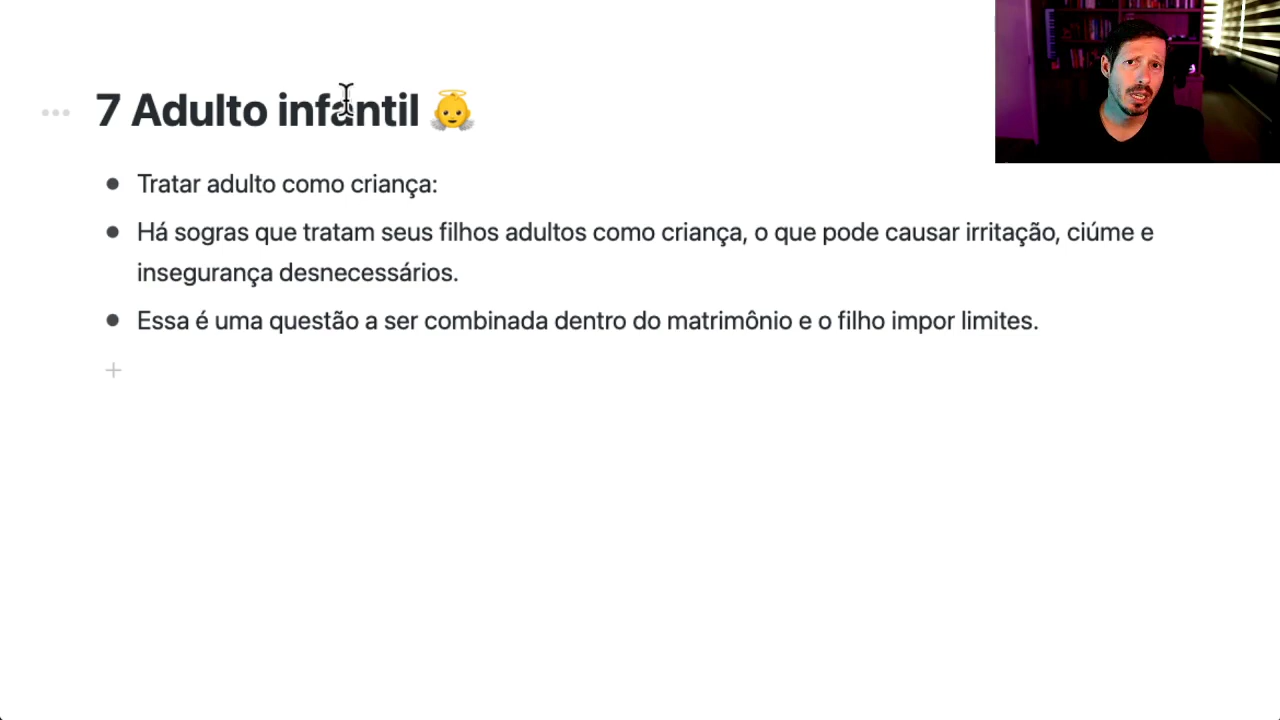 7 Adulto infantil 👼
Tratar adulto como criança:
Há sogras que tratam seus filhos adultos como criança, o que pode causar irritação, ciúme e
insegurança desnecessários.
Essa é uma questão a ser combinada dentro do matrimônio e o filho impor limites.